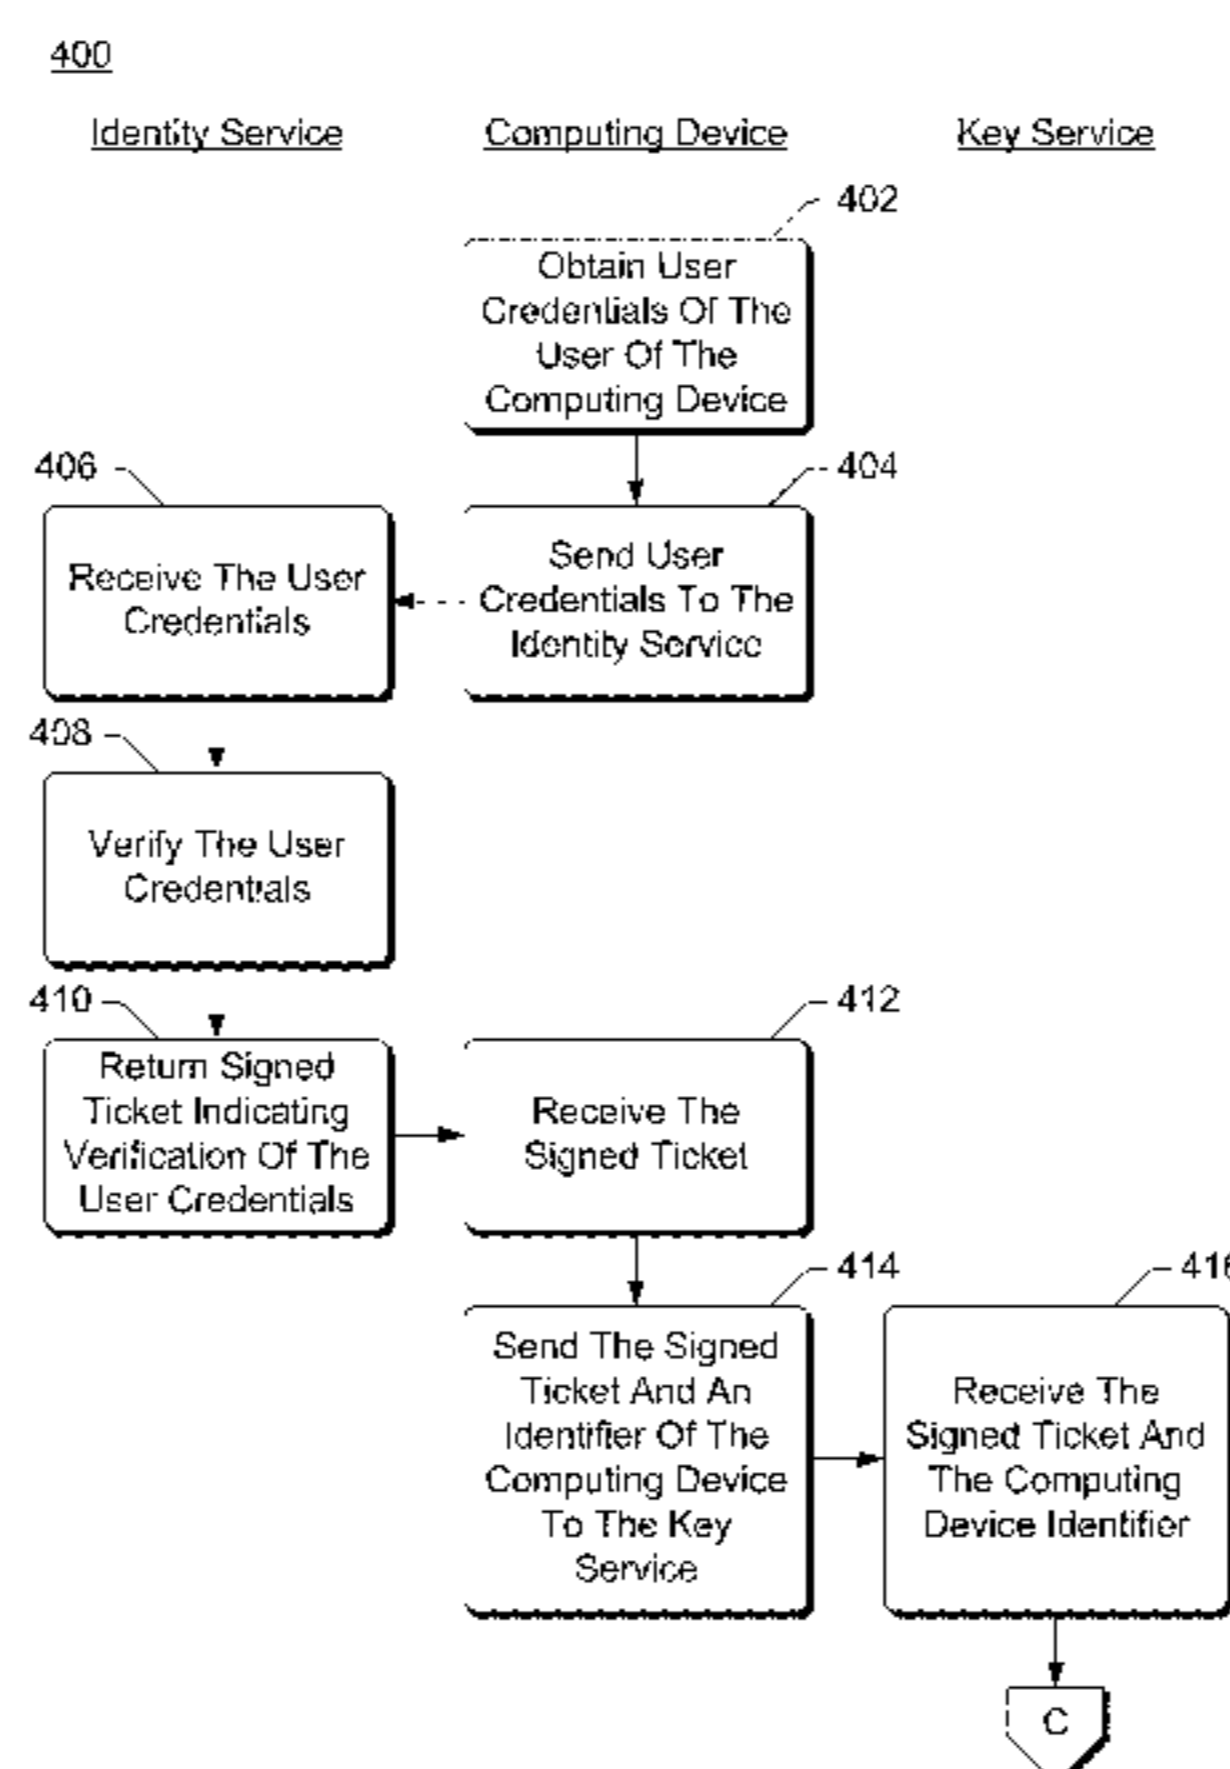 400
Identity Service
Computing Device
Key Service
402
Obtain User
Credentials Of The
User Of The
Computing Device
406
404
Receive The User
Credentials
Send User
Credentials To The
Identity Service
408
Verify The User
Credentials
410
412
Return Signed
Ticket Indicating
Verification Of The
User Credentials
Receive The
Signed Ticket
414
416
Send The Signed
Ticket And An
Identifier Of The
Computing Device
To The Key
Service
Receive The
Signed Ticket And
The Computing
Device Identifier
C